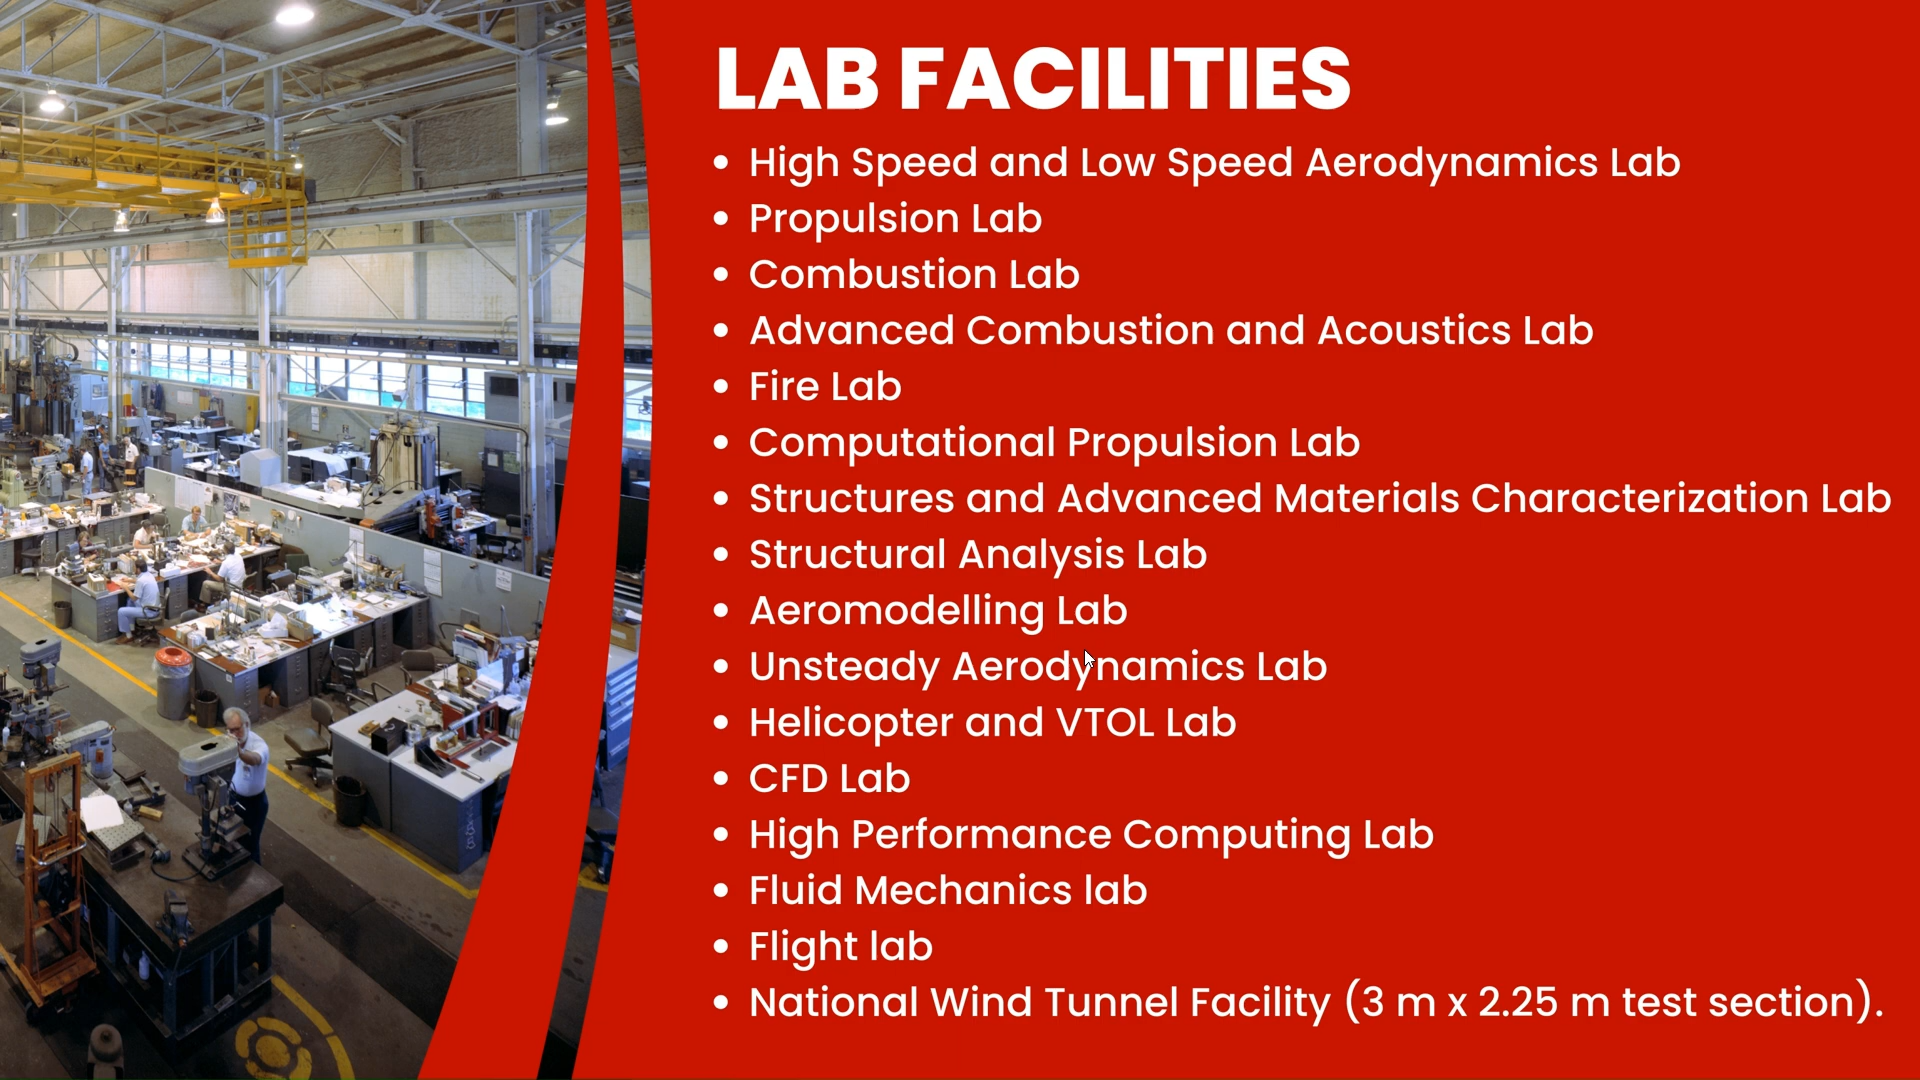 LAB FACILITIES
• High Speed and Low Speed Aerodynamics Lab
• Propulsion Lab
• Combustion Lab
• Advanced Combustion and Acoustics Lab
• Fire Lab
• Computational Propulsion Lab
• Structures and Advanced Materials Characterization Lab
• Structural Analysis Lab
• Aeromodelling Lab
• Unsteady Aerodynamics Lab
• Helicopter and VTOL Lab
• CFD Lab
• High Performance Computing Lab
• Fluid Mechanics lab
• Flight lab
• National Wind Tunnel Facility (3 m x 2.25 m test section).